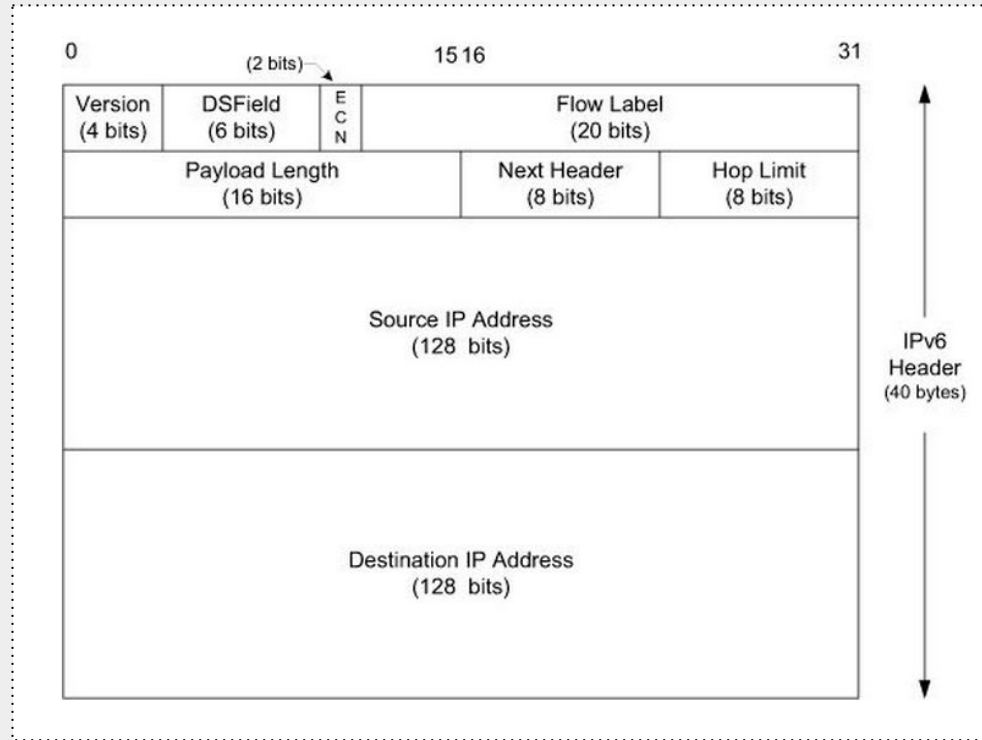 0
(2 bits)
15 16
31
Version
(4 bits)
DSField
(6 bits)
E
C
N
Flow Label
(20 bits)
Payload Length
(16 bits)
Next Header
(8 bits)
Hop Limit
(8 bits)
Source IP Address
(128 bits)
IPv6
Header
(40 bytes)
Destination IP Address
(128 bits)